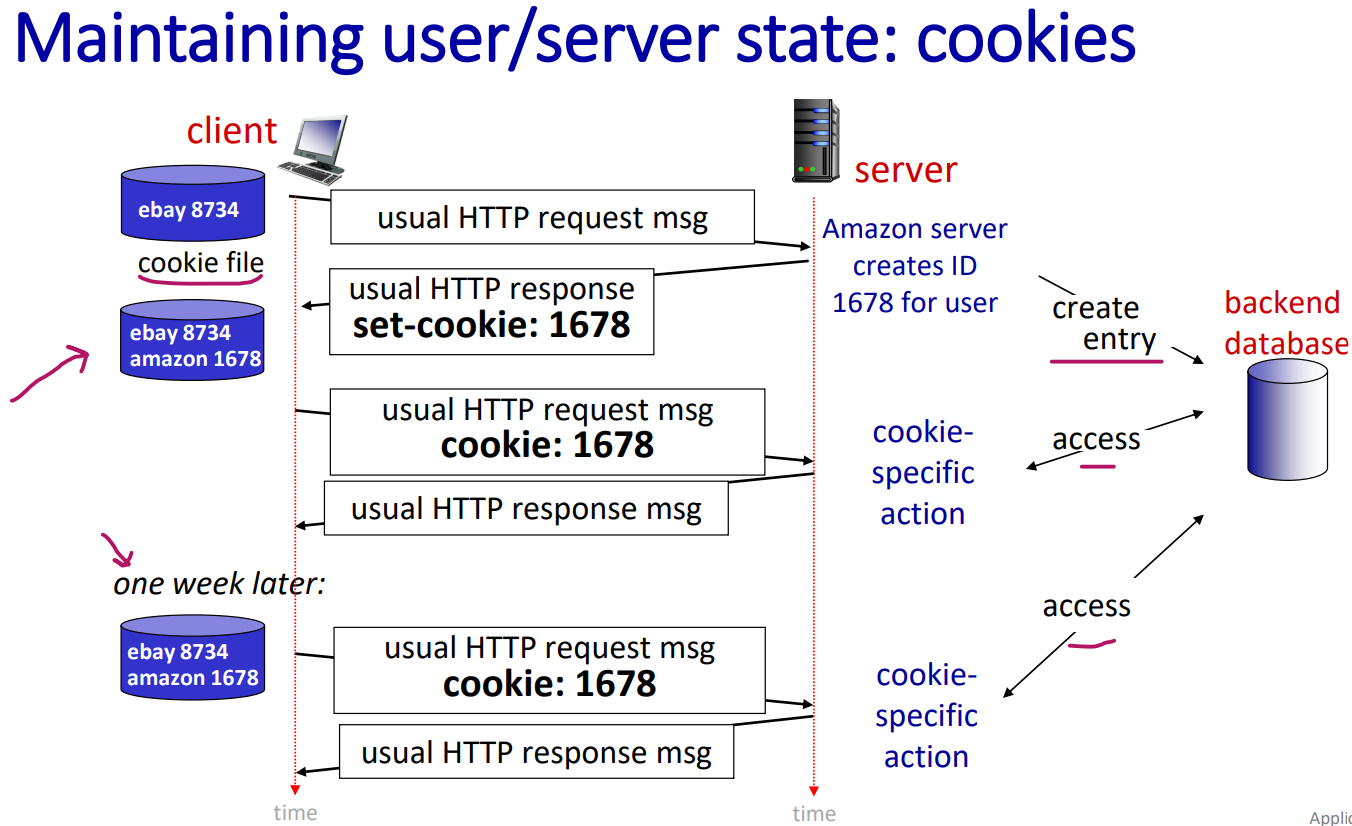 Maintaining user/server state: cookies
client
server
ebay 8734
usual HTTP request msg
Amazon server
creates ID
1678 for user
cookie file
usual HTTP response
set-cookie: 1678
create
entry
backend
database
ebay 8734
amazon 1678
usual HTTP request msg
cookie: 1678
cookie-
specific
action
access
usual HTTP response msg
one week later:
access
ebay 8734
amazon 1678
usual HTTP request msg
cookie: 1678
cookie-
specific
action
usual HTTP response msg
time
time